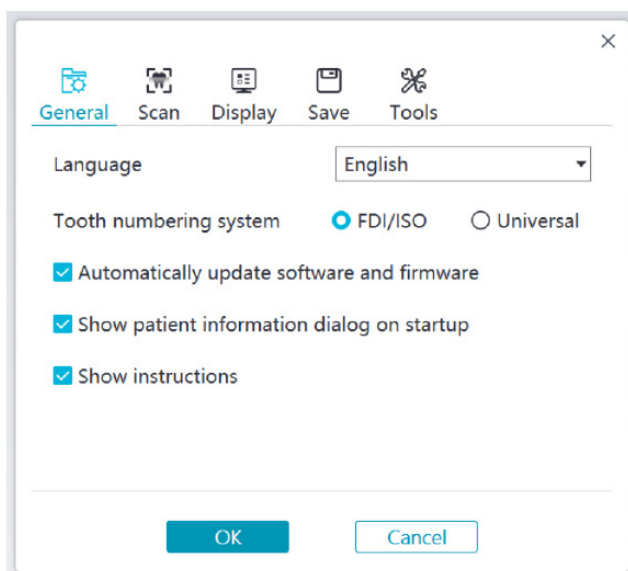 General Scan Display Save Tools
Language English
Tooth numbering system FDI/ISO Universal
Automatically update software and firmware
Show patient information dialog on startup
Show instructions
OK Cancel